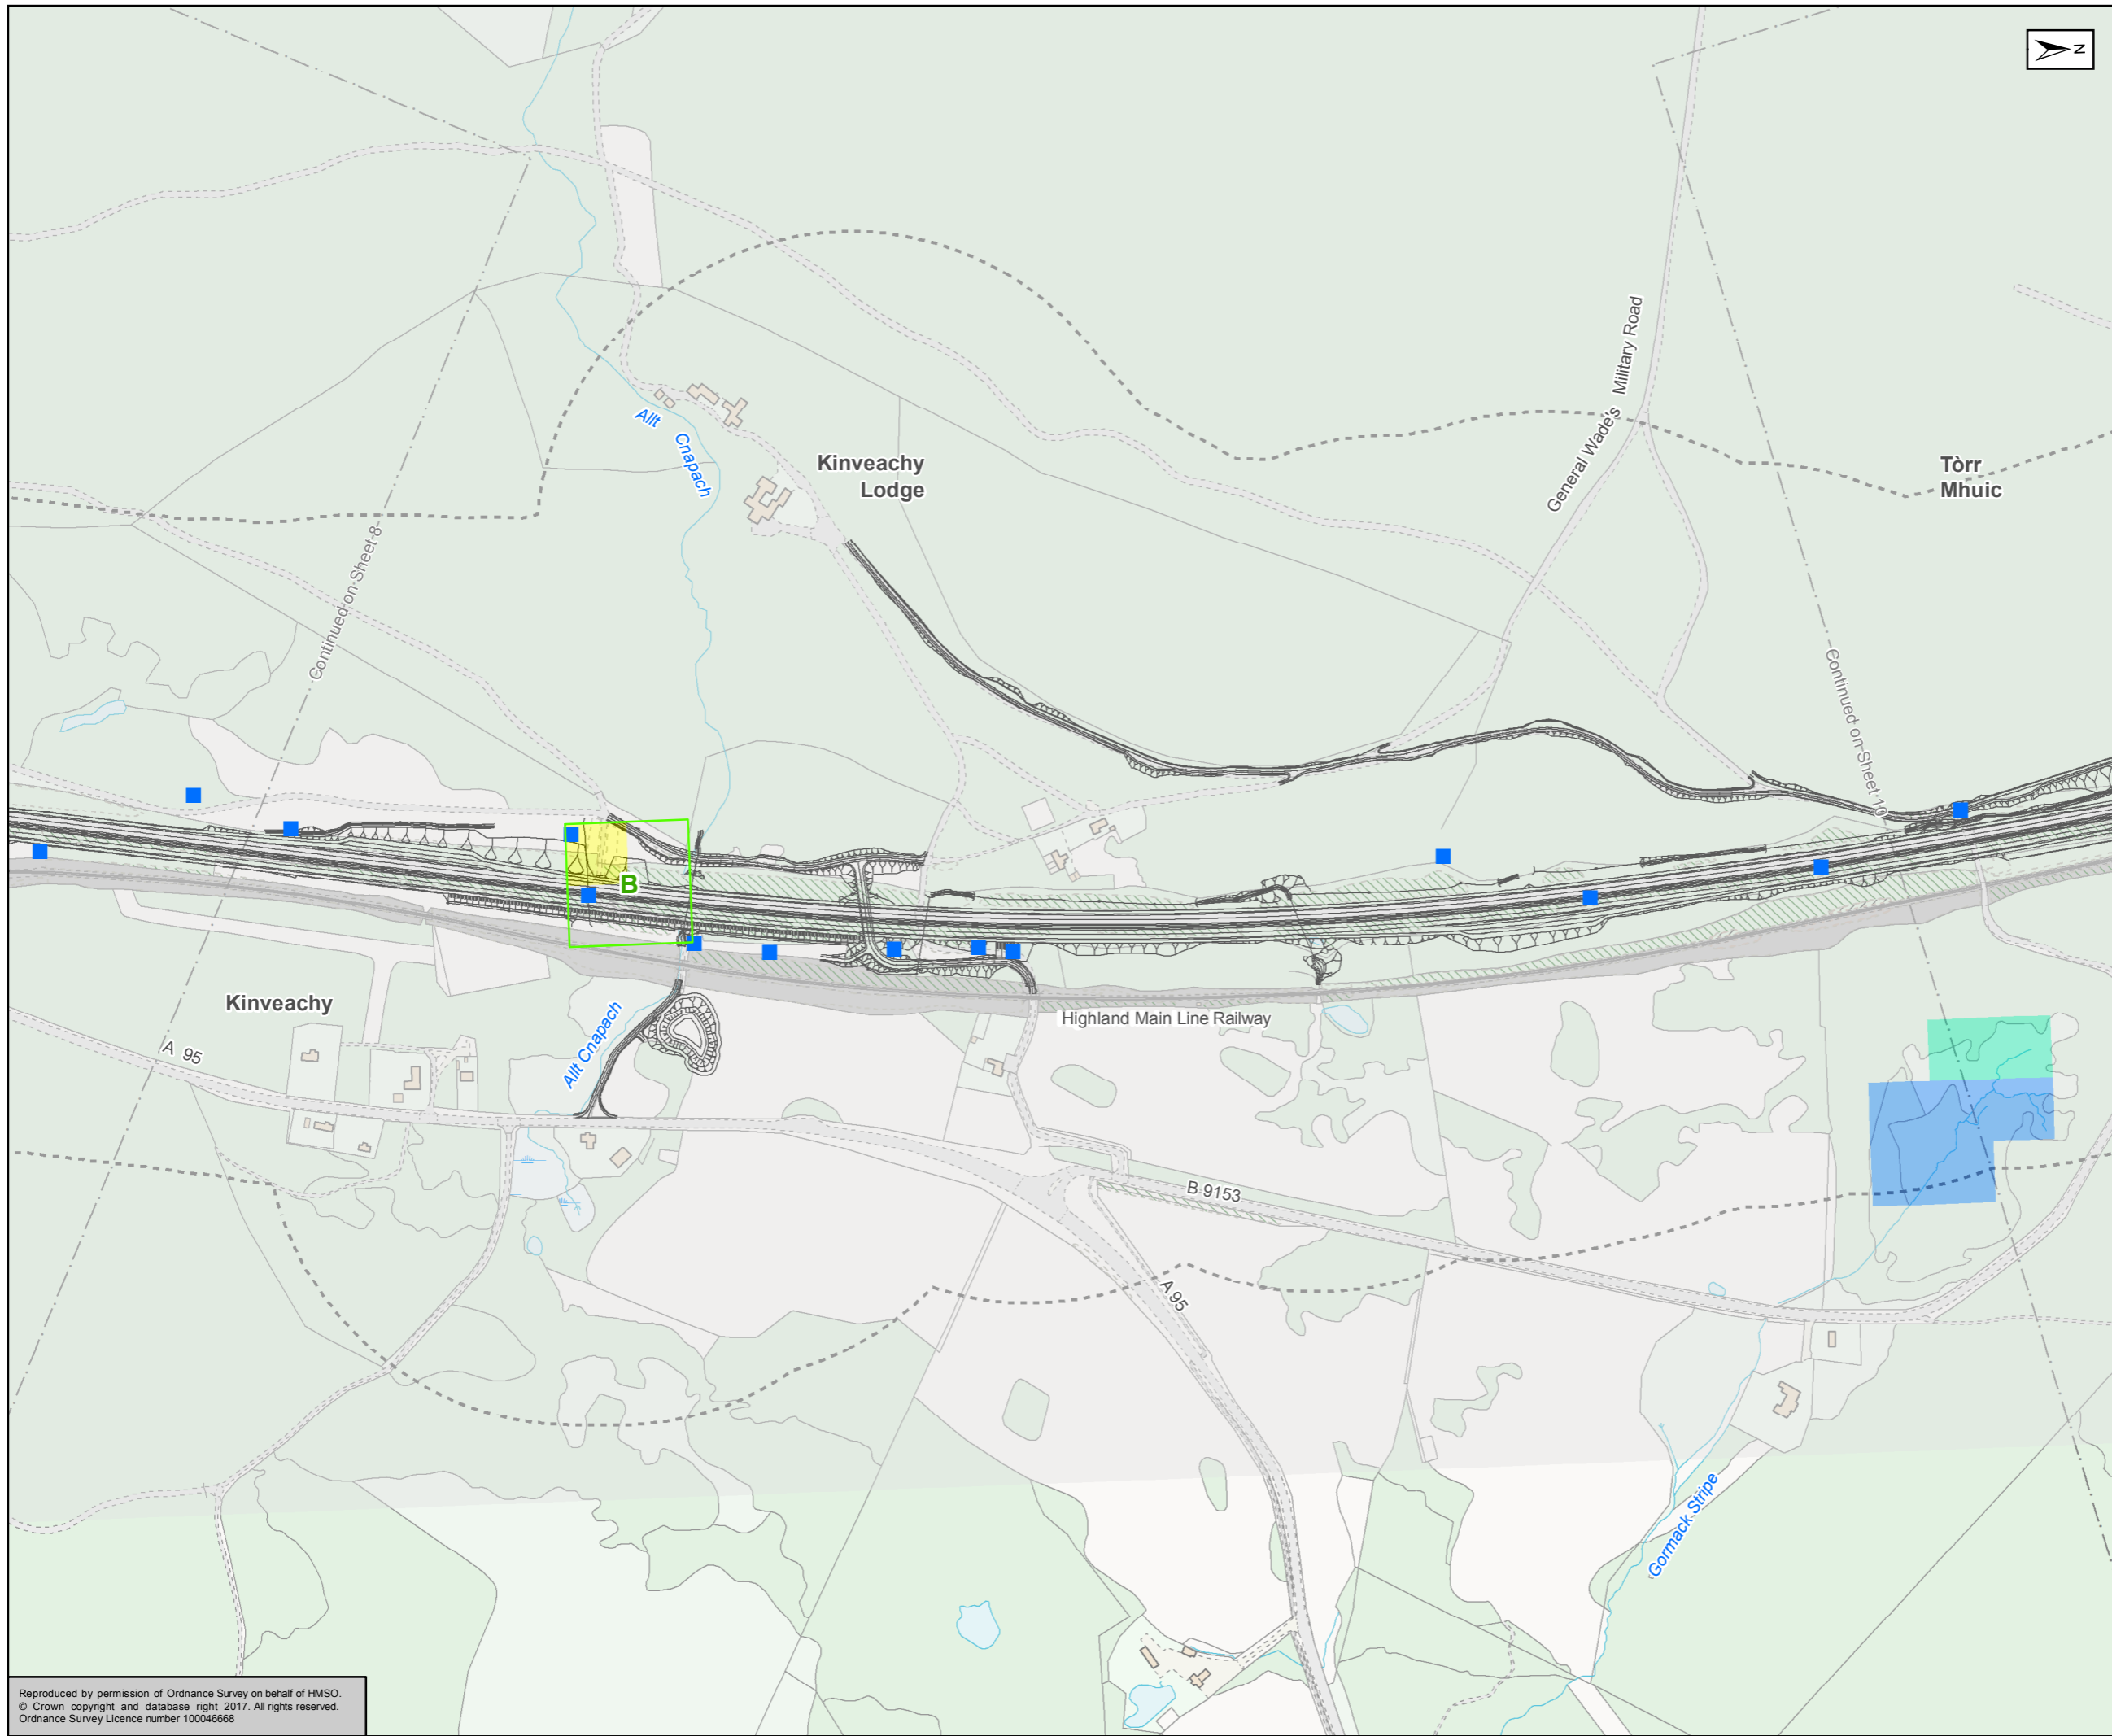 N
General Wade's Military Road
Allt Cnapach
Kinveachy
Lodge
Tòrr
Mhuic
Continued on Sheet 8
Continued on Sheet 10
B
Kinveachy
A 95
Allt Cnapach
Highland Main Line Railway
B 9153
A 95
Gormack Stripe
Reproduced by permission of Ordnance Survey on behalf of HMSO.
© Crown copyright and database right 2017. All rights reserved.
Ordnance Survey Licence number 100046668